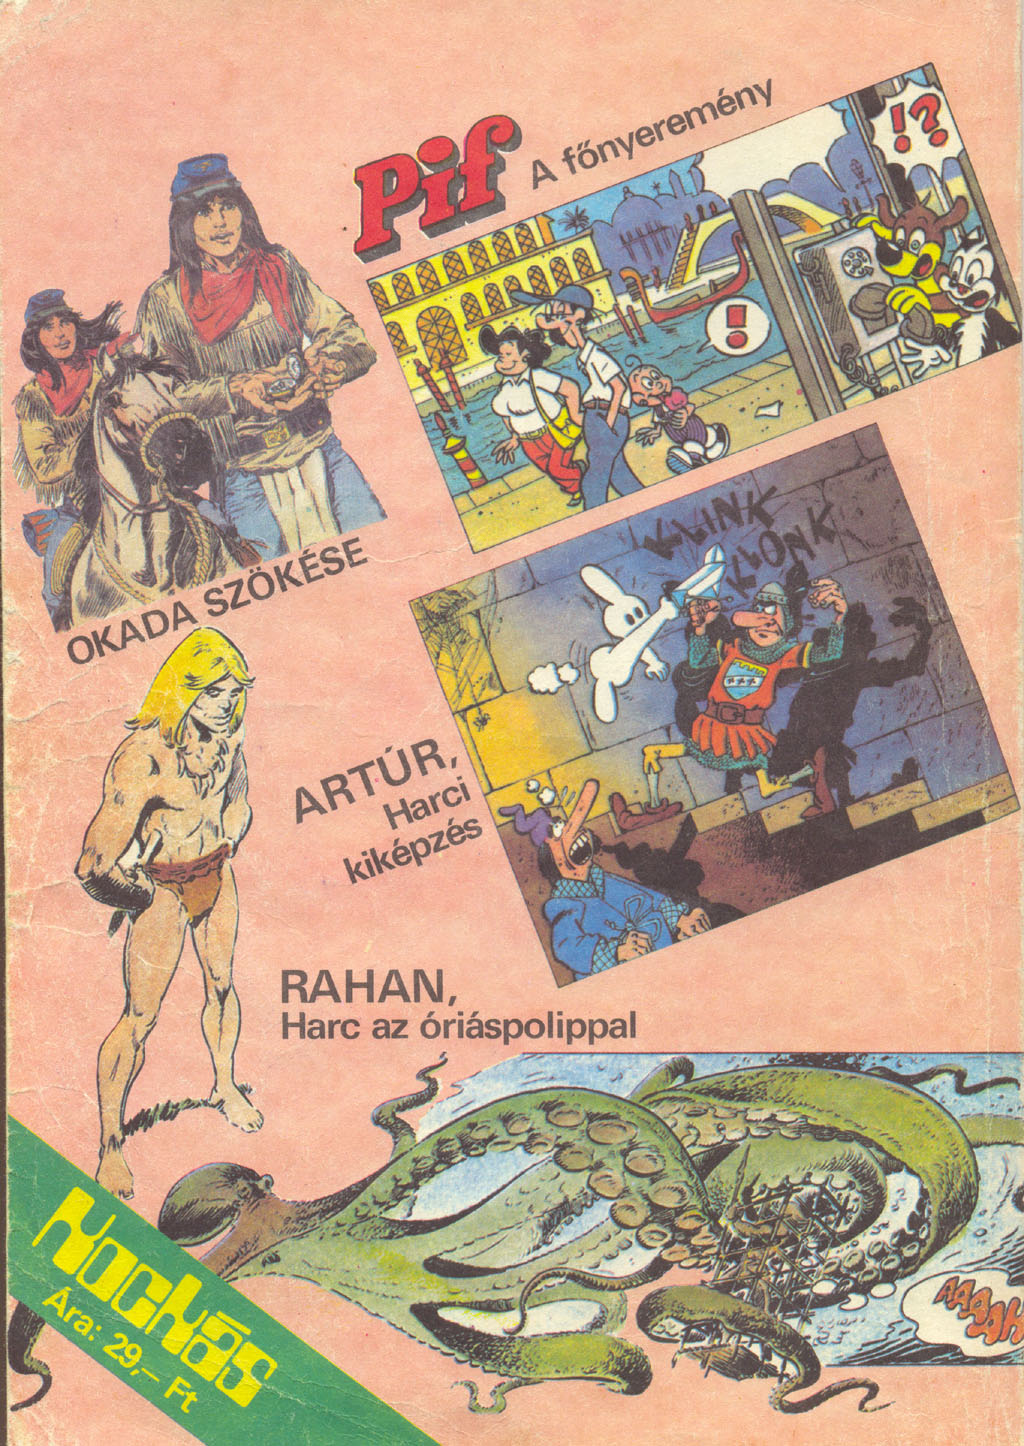 Pif
A főnyeremény
!?
!
OKADA SZÖKÉSE
KLINK
KLONK
ARTÚR,
Harci
kiképzés
RAHAN,
Harc az óriáspolippal
AAAAH
Kockás
Ára: 29,– Ft